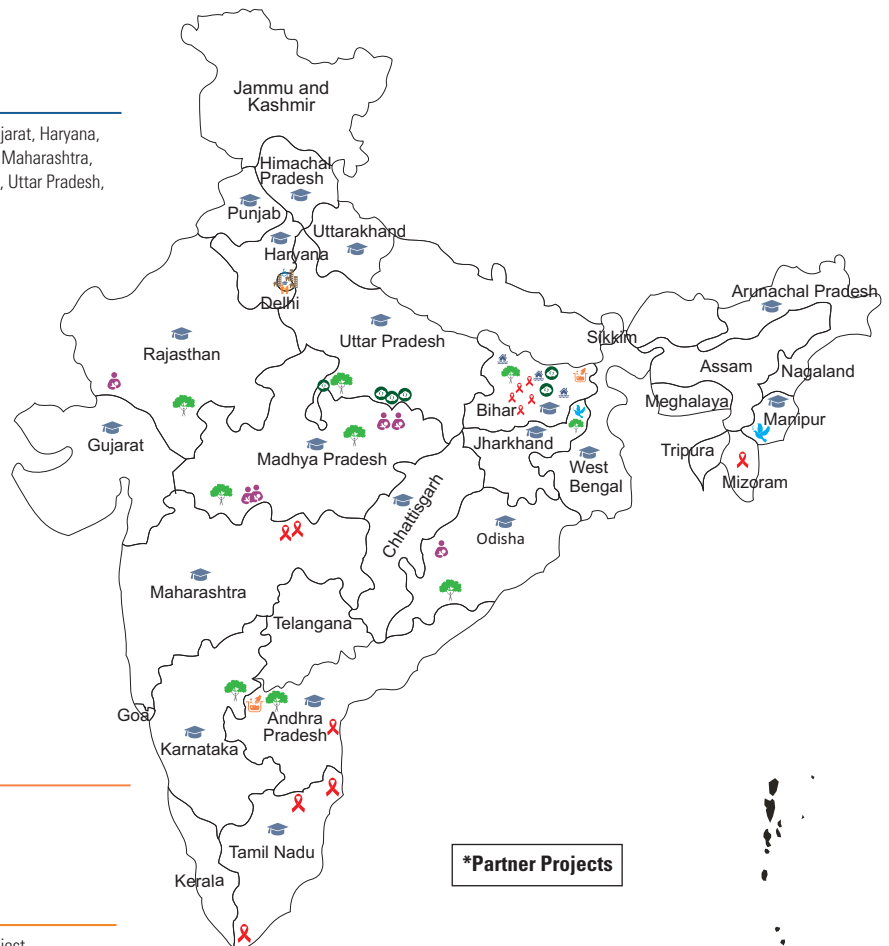 Jammu and
Kashmir
jarat, Haryana,
Maharashtra,
, Uttar Pradesh,
Himachal
Pradesh
Punjab
Uttarakhand
Haryana
Delhi
Arunachal Pradesh
Sikkim
Uttar Pradesh
Rajasthan
Assam
Nagaland
Meghalaya
Bihar
Manipur
Gujarat
Jharkhand
Tripura
Madhya Pradesh
West
Bengal
Mizoram
Chhattisgarh
Odisha
Maharashtra
Telangana
Goa
Andhra
Pradesh
Karnataka
Tamil Nadu
*Partner Projects
Kerala
ject